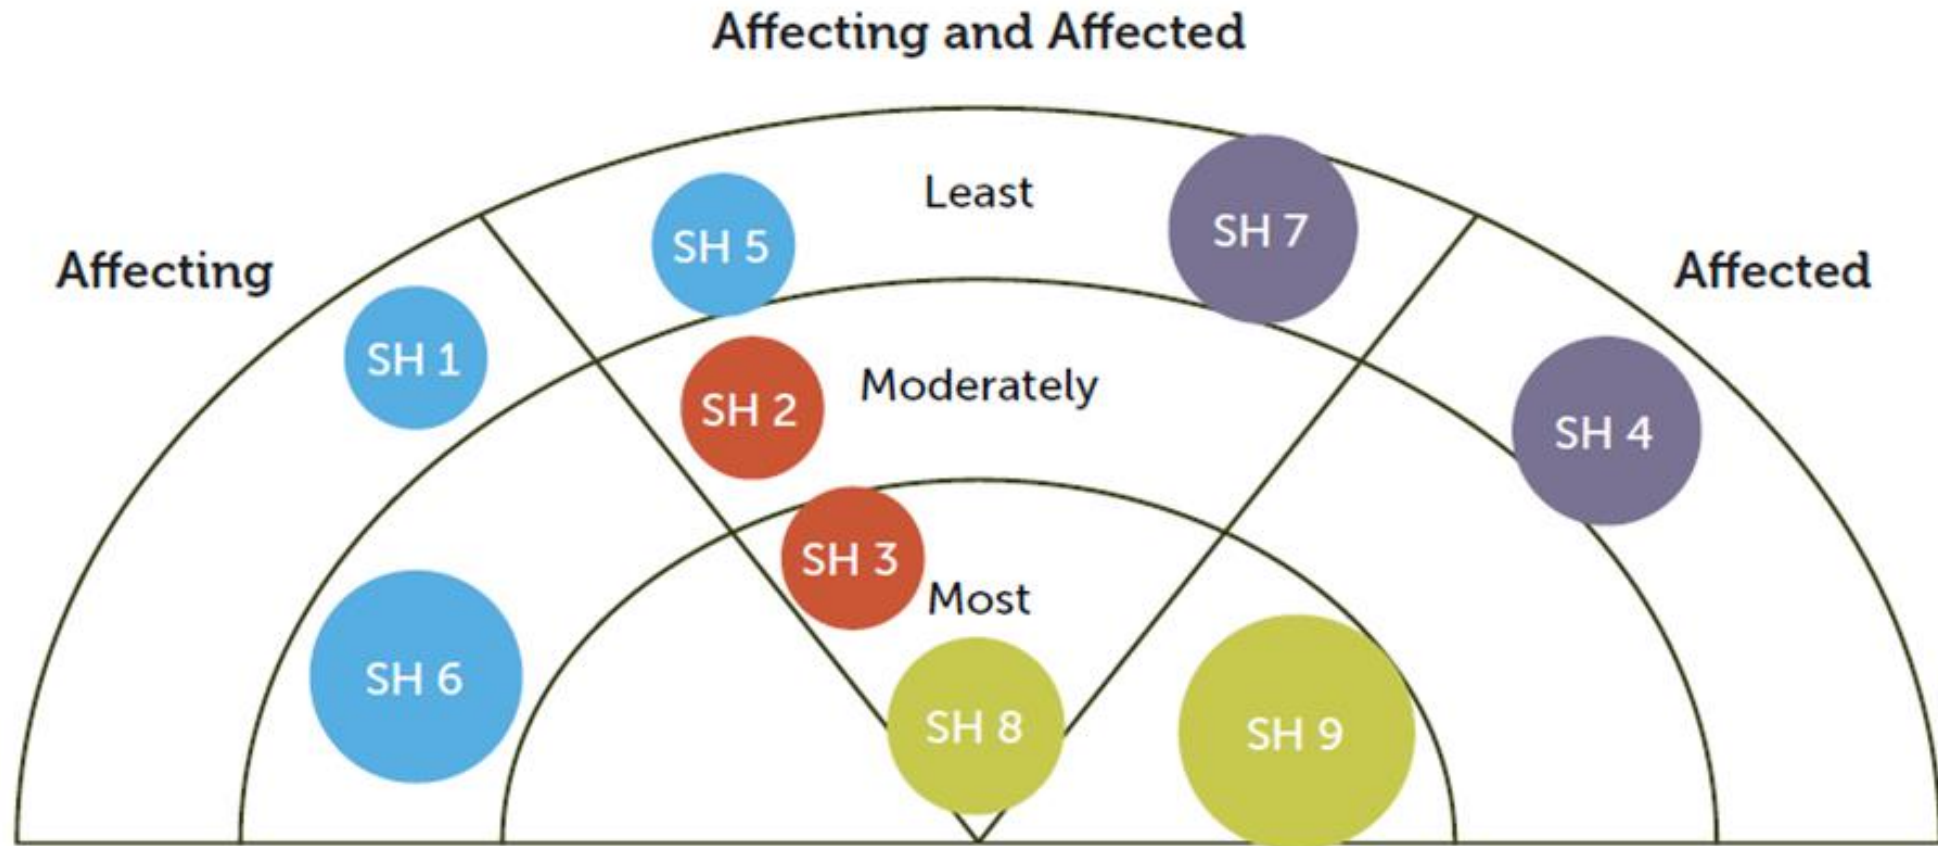 Affecting and Affected
Least
SH 5
SH 7
Affecting
Affected
SH 1
SH 2
Moderately
SH 4
SH 3
Most
SH 6
SH 8
SH 9